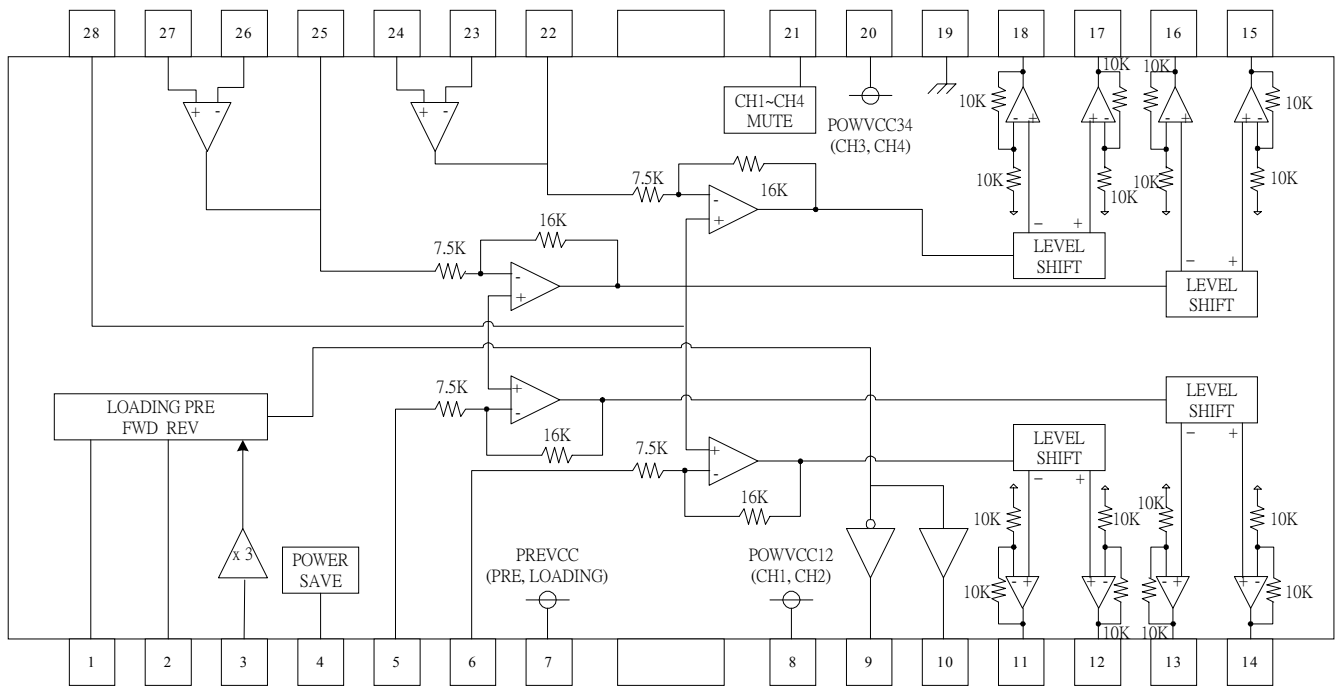 28 27 26 25 24 23 22 21 20 19 18 17 16 15
+ -
+ -
CH1~CH4
MUTE
POWVCC34
(CH3, CH4)
10K
10K
10K
10K
- +
+ -
+ -
- +
10K
10K
10K
10K
- +
LEVEL
SHIFT
- +
LEVEL
SHIFT
7.5K
16K
-
+
7.5K
16K
-
+
LOADING PRE
FWD REV
7.5K
+
-
16K
7.5K
+
-
16K
LEVEL
SHIFT
- +
LEVEL
SHIFT
- +
x 3
POWER
SAVE
PREVCC
(PRE, LOADING)
POWVCC12
(CH1, CH2)
10K
10K
10K
10K
- +
+ -
+ -
- +
10K
10K
10K
10K
1 2 3 4 5 6 7 8 9 10 11 12 13 14